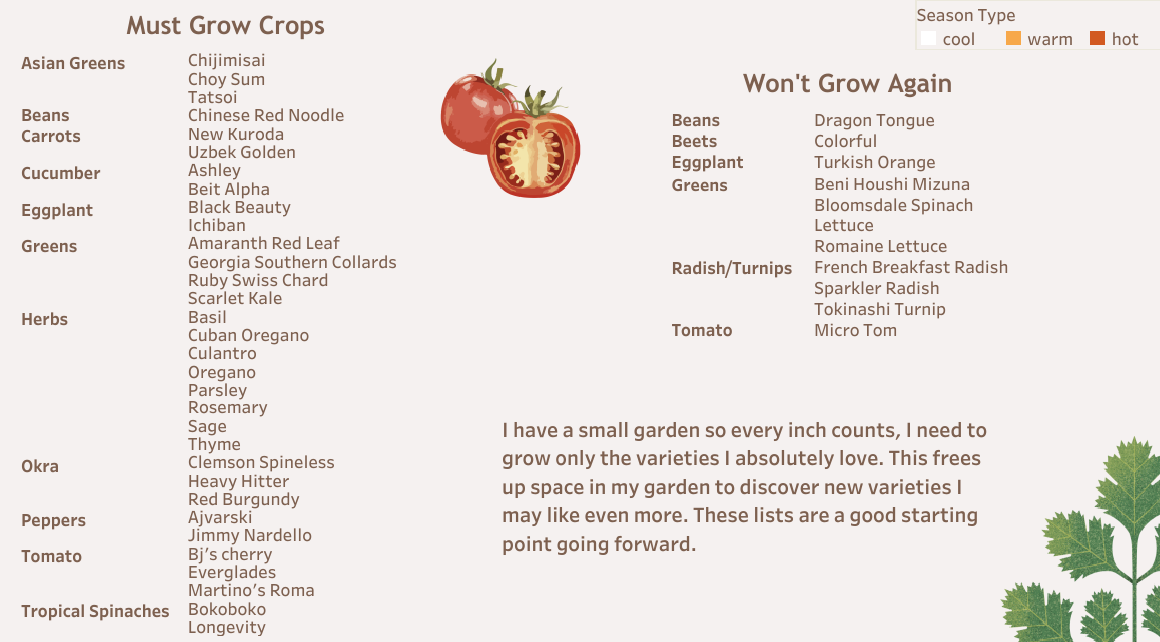 Must Grow Crops
Asian Greens Chijimisai
Choy Sum
Tatsoi
Beans Chinese Red Noodle
Carrots New Kuroda
Uzbek Golden
Cucumber Ashley
Beit Alpha
Eggplant Black Beauty
Ichiban
Greens Amaranth Red Leaf
Georgia Southern Collards
Ruby Swiss Chard
Scarlet Kale
Herbs Basil
Cuban Oregano
Culantro
Oregano
Parsley
Rosemary
Sage
Thyme
Okra Clemson Spineless
Heavy Hitter
Red Burgundy
Peppers Ajvarski
Jimmy Nardello
Tomato Bj’s cherry
Everglades
Martino’s Roma
Tropical Spinaches Bokoboko
Longevity
Season Type
cool warm hot
Won't Grow Again
Beans Dragon Tongue
Beets Colorful
Eggplant Turkish Orange
Greens Beni Houshi Mizuna
Bloomsdale Spinach
Lettuce
Romaine Lettuce
Radish/Turnips French Breakfast Radish
Sparkler Radish
Tokinashi Turnip
Tomato Micro Tom
I have a small garden so every inch counts, I need to
grow only the varieties I absolutely love. This frees
up space in my garden to discover new varieties I
may like even more. These lists are a good starting
point going forward.